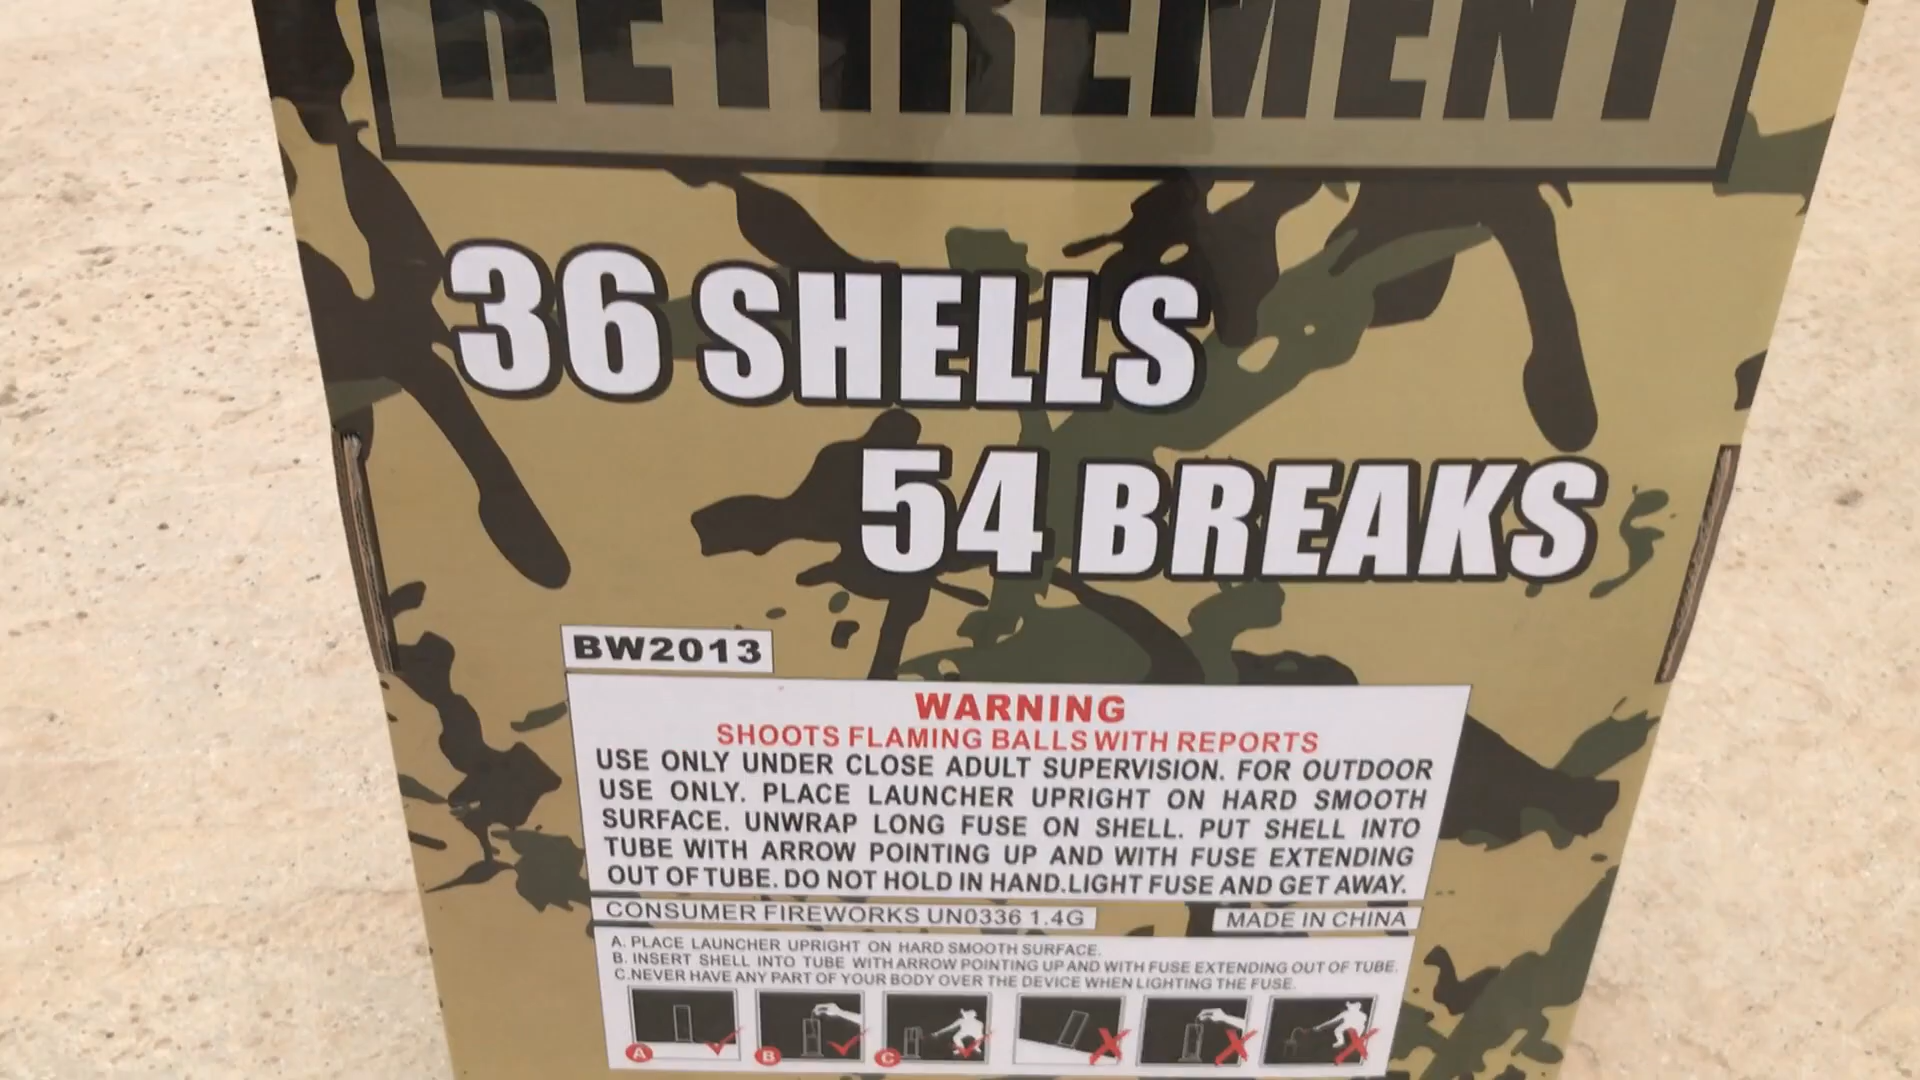 RETIREMENT
36 SHELLS
54 BREAKS
BW2013
WARNING
SHOOTS FLAMING BALLS WITH REPORTS
USE ONLY UNDER CLOSE ADULT SUPERVISION. FOR OUTDOOR
USE ONLY. PLACE LAUNCHER UPRIGHT ON HARD SMOOTH
SURFACE. UNWRAP LONG FUSE ON SHELL. PUT SHELL INTO
TUBE WITH ARROW POINTING UP AND WITH FUSE EXTENDING
OUT OF TUBE. DO NOT HOLD IN HAND.LIGHT FUSE AND GET AWAY.
CONSUMER FIREWORKS UN0336 1.4G
MADE IN CHINA
A. PLACE LAUNCHER UPRIGHT ON HARD SMOOTH SURFACE.
B. INSERT SHELL INTO TUBE WITH ARROW POINTING UP AND WITH FUSE EXTENDING OUT OF TUBE.
C.NEVER HAVE ANY PART OF YOUR BODY OVER THE DEVICE WHEN LIGHTING THE FUSE.
A B C